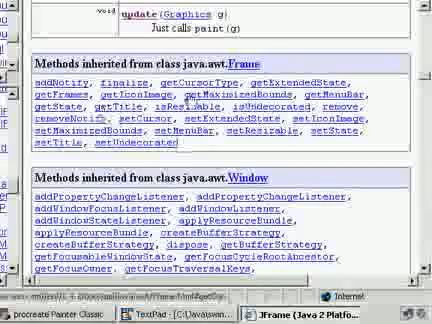 void
update(Graphics g)
Just calls paint(g)
Methods inherited from class java.awt.Frame
addNotify, finalize, getCursorType, getExtendedState,
getFrames, getIconImage, getMaximizedBounds, getMenuBar,
getState, getTitle, isResizable, isUndecorated, remove,
removeNotify, setCursor, setExtendedState, setIconImage,
setMaximizedBounds, setMenuBar, setResizable, setState,
setTitle, setUndecorated
Methods inherited from class java.awt.Window
addPropertyChangeListener, addPropertyChangeListener,
addWindowFocusListener, addWindowListener,
addWindowStateListener, applyResourceBundle,
applyResourceBundle, createBufferStrategy,
createBufferStrategy, dispose, getBufferStrategy,
getFocusableWindowState, getFocusCycleRootAncestor,
getFocusOwner, getFocusTraversalKeys,
Internet
procreate Painter Classic
TextPad - [C:\Java\swan...
JFrame (Java 2 Platfo...